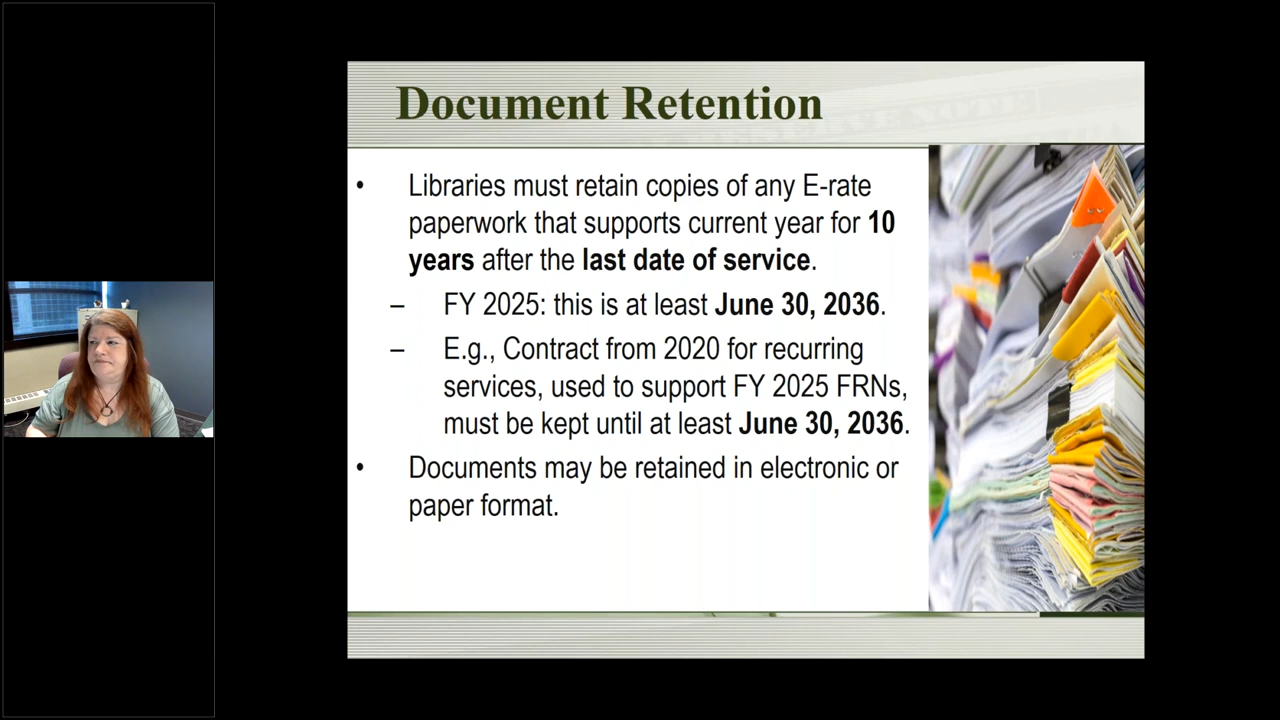 Document Retention
• Libraries must retain copies of any E-rate
paperwork that supports current year for 10
years after the last date of service.
– FY 2025: this is at least June 30, 2036.
– E.g., Contract from 2020 for recurring
services, used to support FY 2025 FRNs,
must be kept until at least June 30, 2036.
• Documents may be retained in electronic or
paper format.